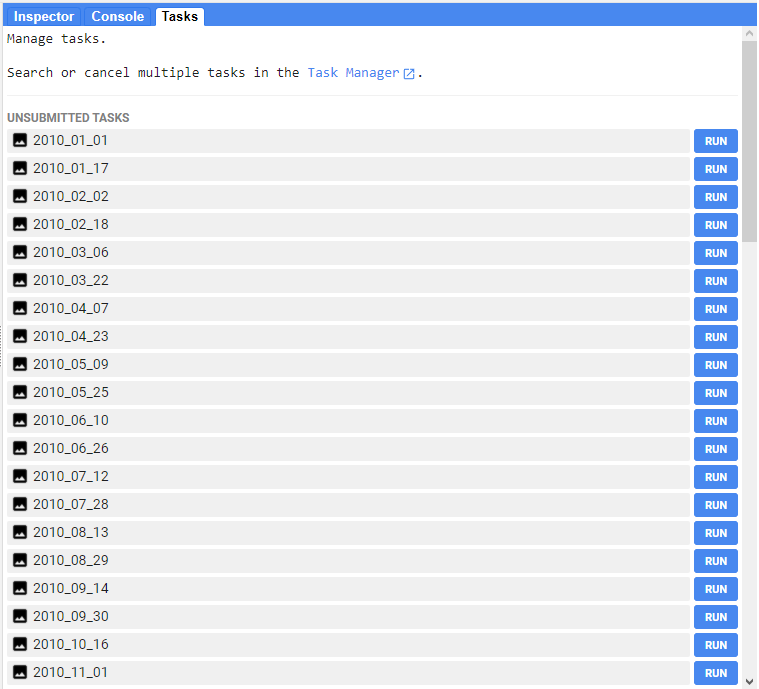 Inspector Console Tasks
Manage tasks.
Search or cancel multiple tasks in the Task Manager.
UNSUBMITTED TASKS
2010_01_01 RUN
2010_01_17 RUN
2010_02_02 RUN
2010_02_18 RUN
2010_03_06 RUN
2010_03_22 RUN
2010_04_07 RUN
2010_04_23 RUN
2010_05_09 RUN
2010_05_25 RUN
2010_06_10 RUN
2010_06_26 RUN
2010_07_12 RUN
2010_07_28 RUN
2010_08_13 RUN
2010_08_29 RUN
2010_09_14 RUN
2010_09_30 RUN
2010_10_16 RUN
2010_11_01 RUN